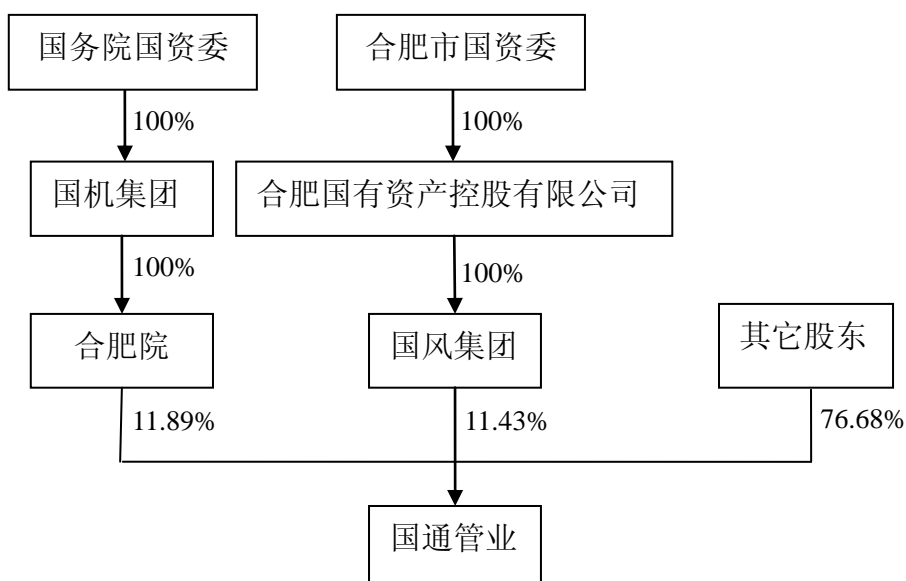 国务院国资委
合肥市国资委
100%
100%
国机集团
合肥国有资产控股有限公司
100%
100%
合肥院
国风集团
其它股东
11.89%
11.43%
76.68%
国通管业